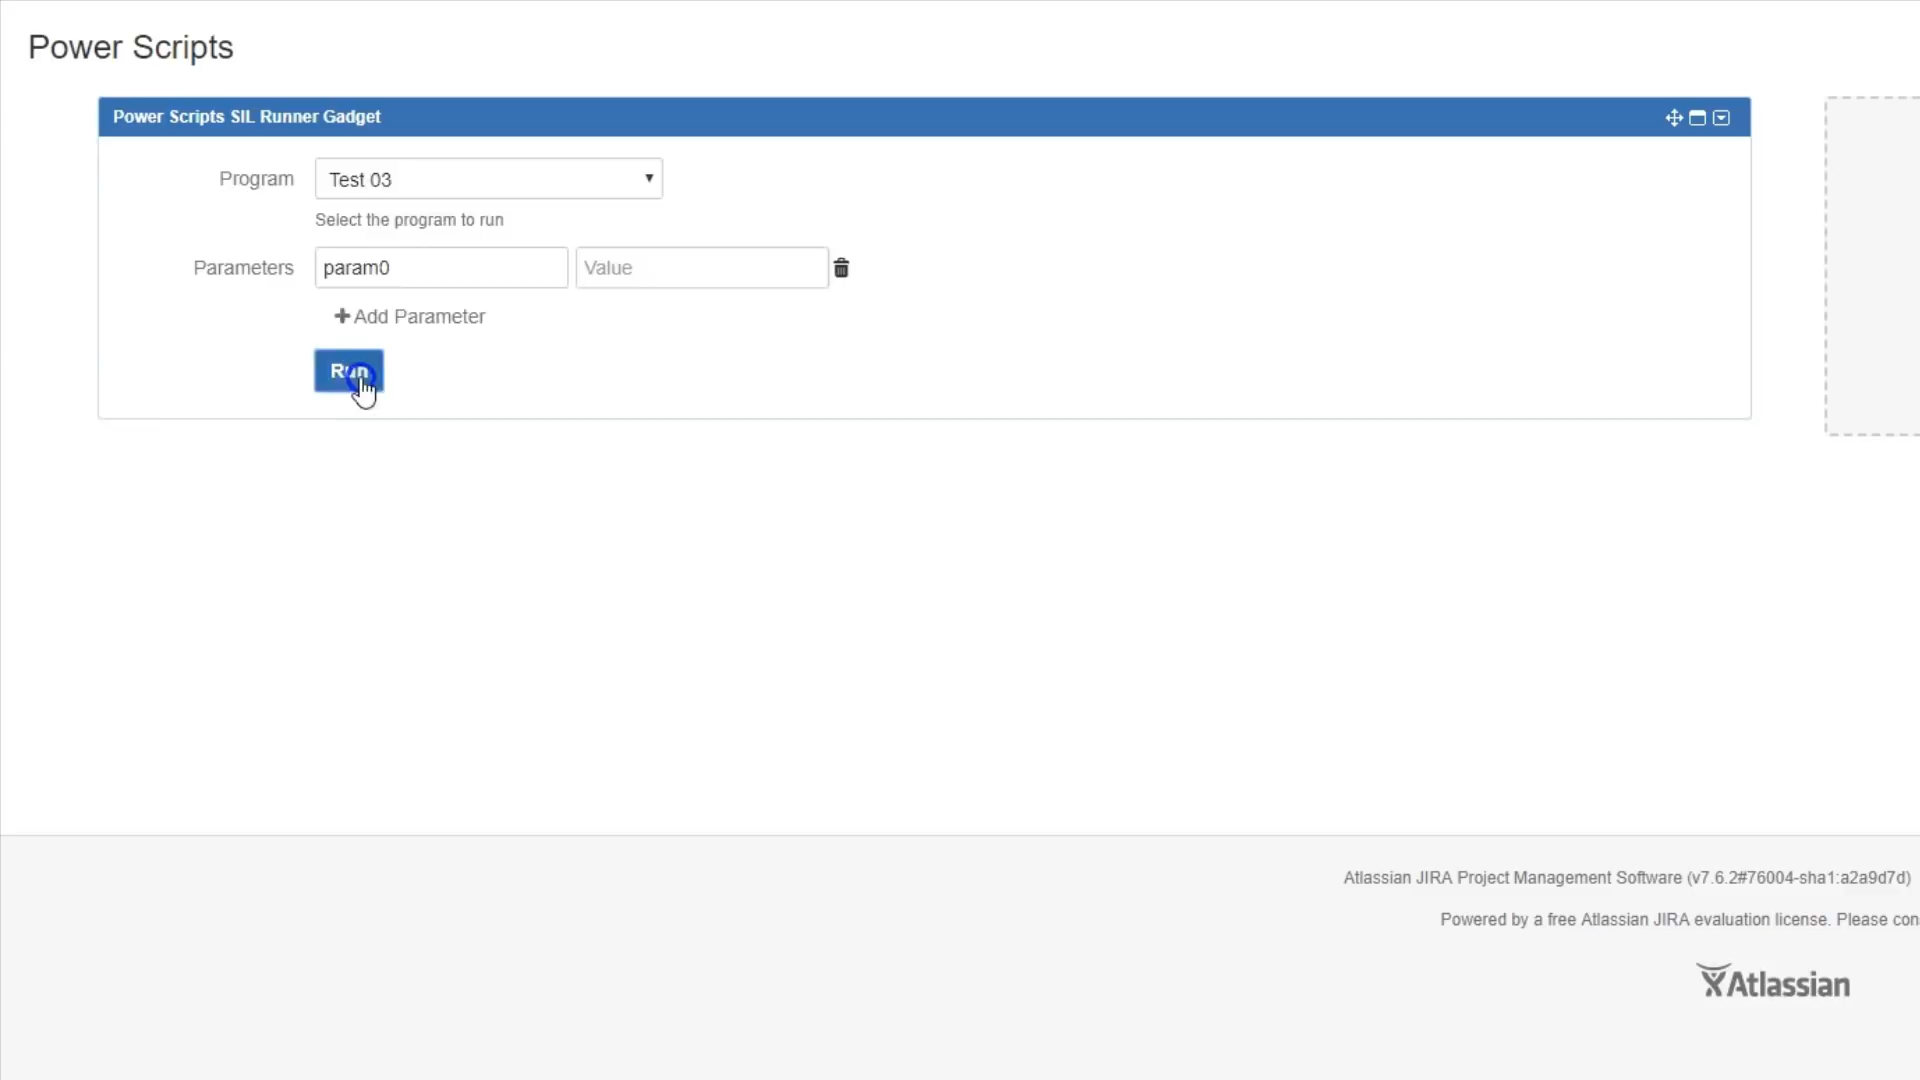 Power Scripts
Power Scripts SIL Runner Gadget
Program
Test 03
Select the program to run
Parameters
param0
Value
Add Parameter
Run
Atlassian JIRA Project Management Software (v7.6.2#76004-sha1:a2a9d7d)
Powered by a free Atlassian JIRA evaluation license. Please con
Atlassian